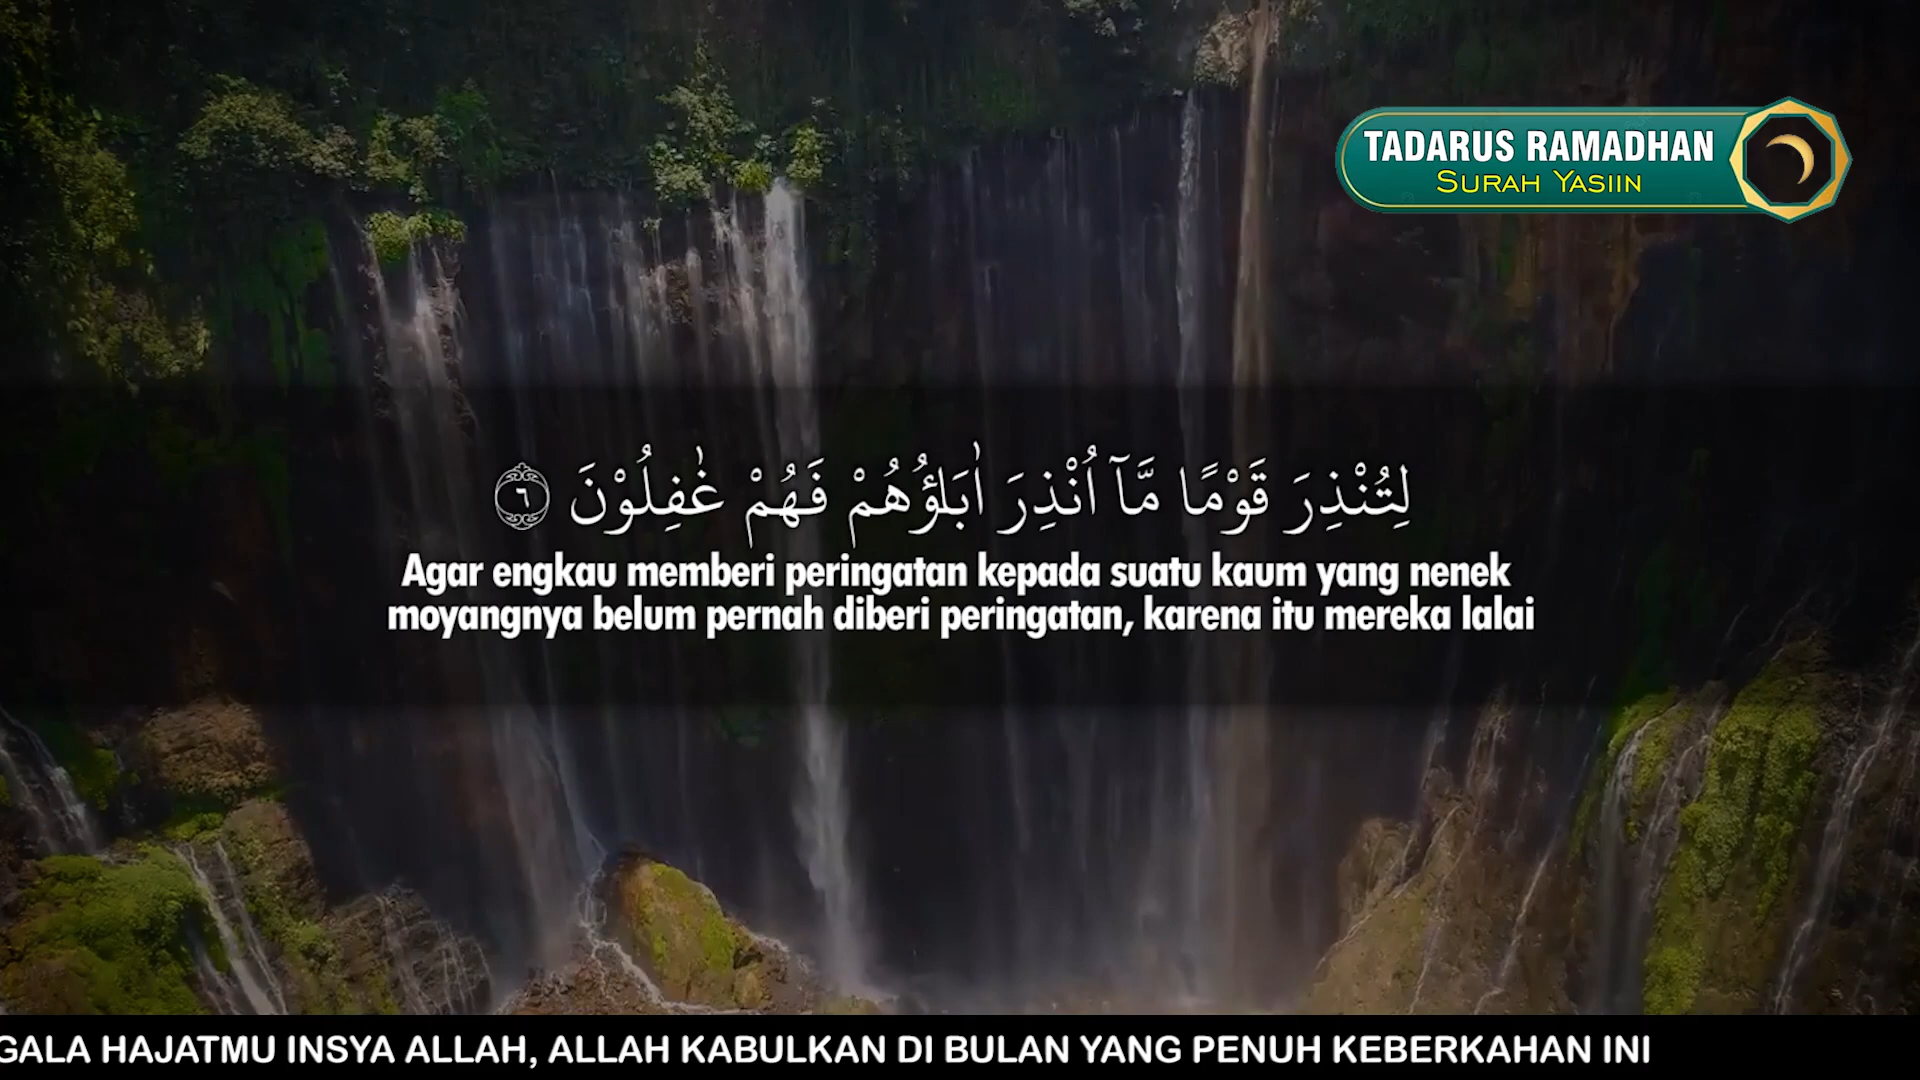 TADARUS RAMADHAN
SURAH YASIIN
لِتُنْذِرَ قَوْمًا مَّآ اُنْذِرَ اٰبَاۤؤُهُمْ فَهُمْ غٰفِلُوْنَ ٦
Agar engkau memberi peringatan kepada suatu kaum yang nenek
moyangnya belum pernah diberi peringatan, karena itu mereka lalai
GALA HAJATMU INSYA ALLAH, ALLAH KABULKAN DI BULAN YANG PENUH KEBERKAHAN INI